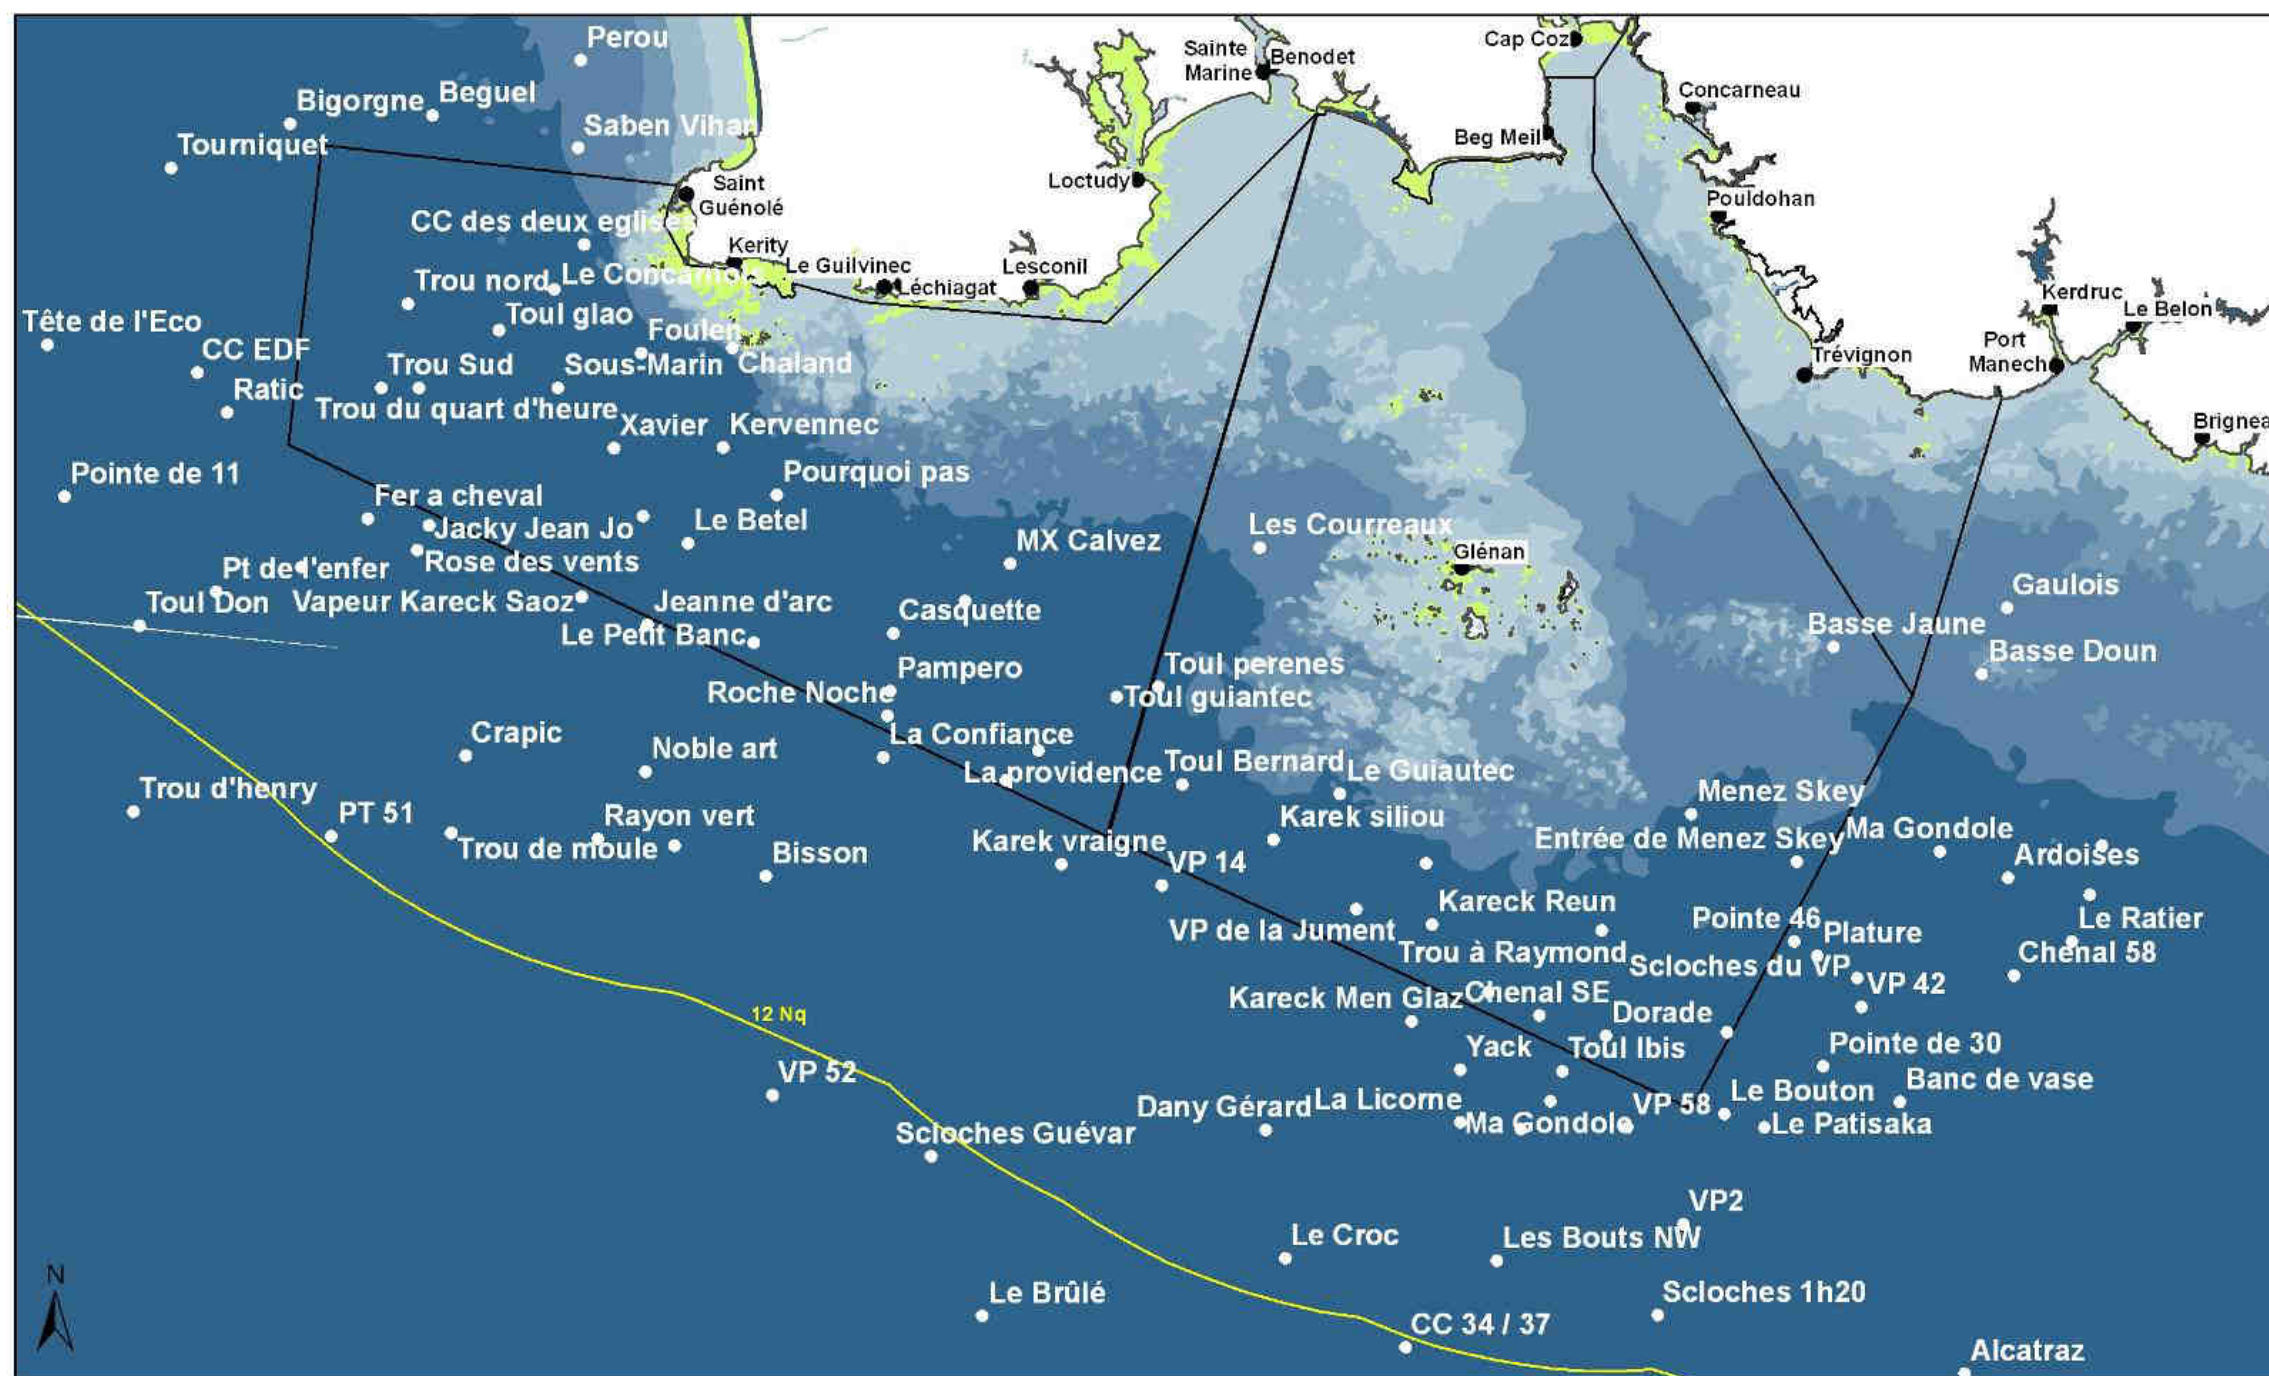 Perou
Sainte
Marine
Benodet
Cap Coz
Concarneau
Bigorgne
Beguel
Saben Vihan
Beg Meil
Tourniquet
Saint
Guénolé
Loctudy
Pouldohan
CC des deux eglises
Kerity
Le Guilvinec
Léchiagat
Lesconil
Trou nord
Le Concarnois
Kerdruc
Le Belon
Toul glao
Tête de l'Eco
Foulen
CC EDF
Trou Sud
Sous-Marin
Chaland
Trévignon
Port
Manech
Ratic
Trou du quart d'heure
Xavier
Kervennec
Brignea
Pointe de 11
Pourquoi pas
Fer a cheval
Jacky Jean Jo
Le Betel
Les Courreaux
MX Calvez
Glénan
Rose des vents
Pt de l'enfer
Gaulois
Toul Don
Vapeur Kareck Saoz
Jeanne d'arc
Casquette
Basse Jaune
Le Petit Banc
Basse Doun
Pampero
Toul perenes
Roche Noche
Toul guiantec
Crapic
Noble art
La Confiance
Toul Bernard
Le Guiautec
La providence
Trou d'henry
Menez Skey
PT 51
Rayon vert
Karek siliou
Entrée de Menez Skey
Ma Gondole
Trou de moule
Bisson
Karek vraigne
VP 14
Ardoises
Kareck Reun
VP de la Jument
Pointe 46
Plature
Le Ratier
Trou à Raymond
Scloches du VP
Chenal 58
VP 42
Kareck Men Glaz
Chenal SE
Dorade
12 Nq
Yack
Toul Ibis
Pointe de 30
VP 52
Banc de vase
Dany Gérard
La Licorne
Ma Gondole
VP 58
Le Bouton
Le Patisaka
Scloches Guévar
VP2
Le Croc
Les Bouts NW
N
Le Brûlé
Scloches 1h20
CC 34 / 37
Alcatraz